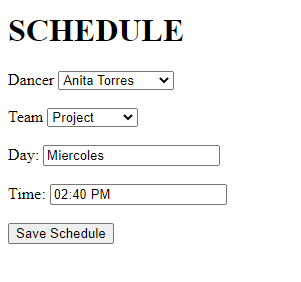 SCHEDULE
Dancer Anita Torres
Team Project
Day: Miercoles
Time: 02:40 PM
Save Schedule